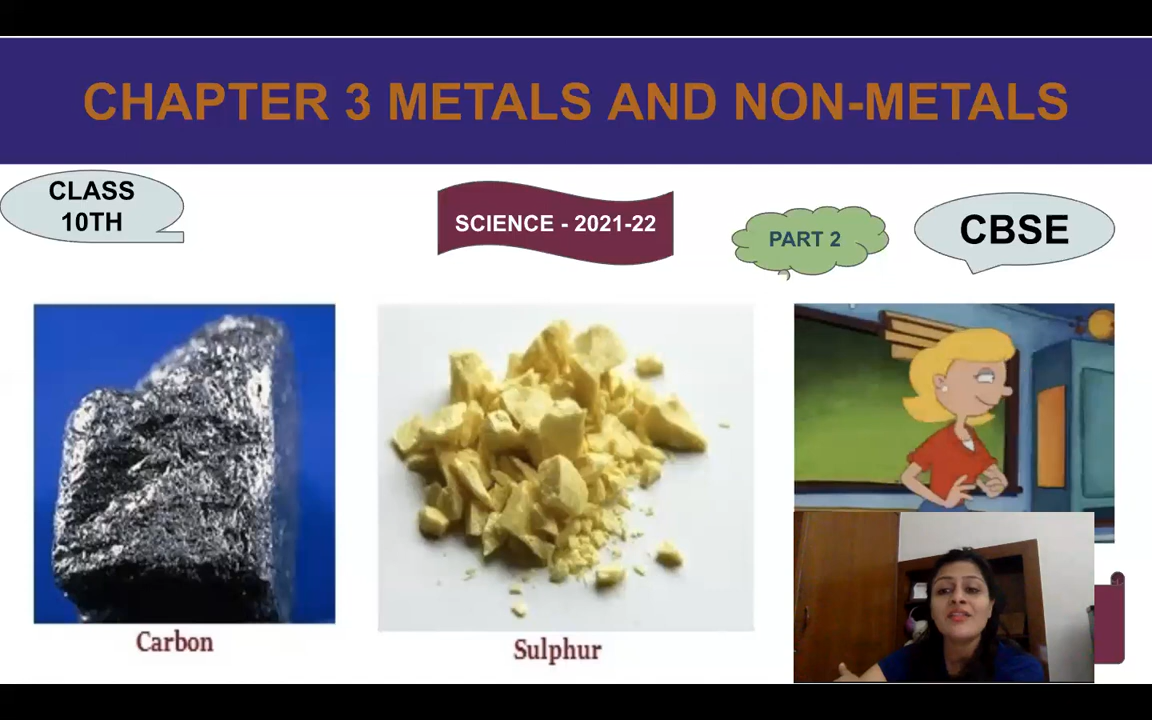 CHAPTER 3 METALS AND NON-METALS
CLASS
10TH
SCIENCE - 2021-22
PART 2
CBSE
Carbon
Sulphur